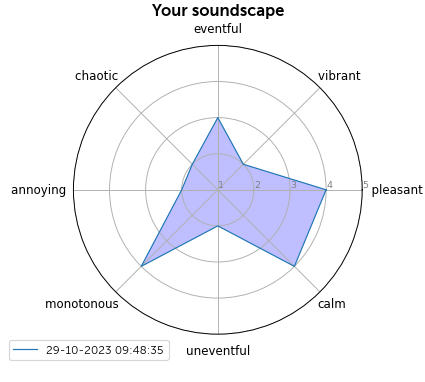 Your soundscape
eventful
chaotic
vibrant
annoying
1
2
3
4
5
pleasant
monotonous
calm
uneventful
29-10-2023 09:48:35